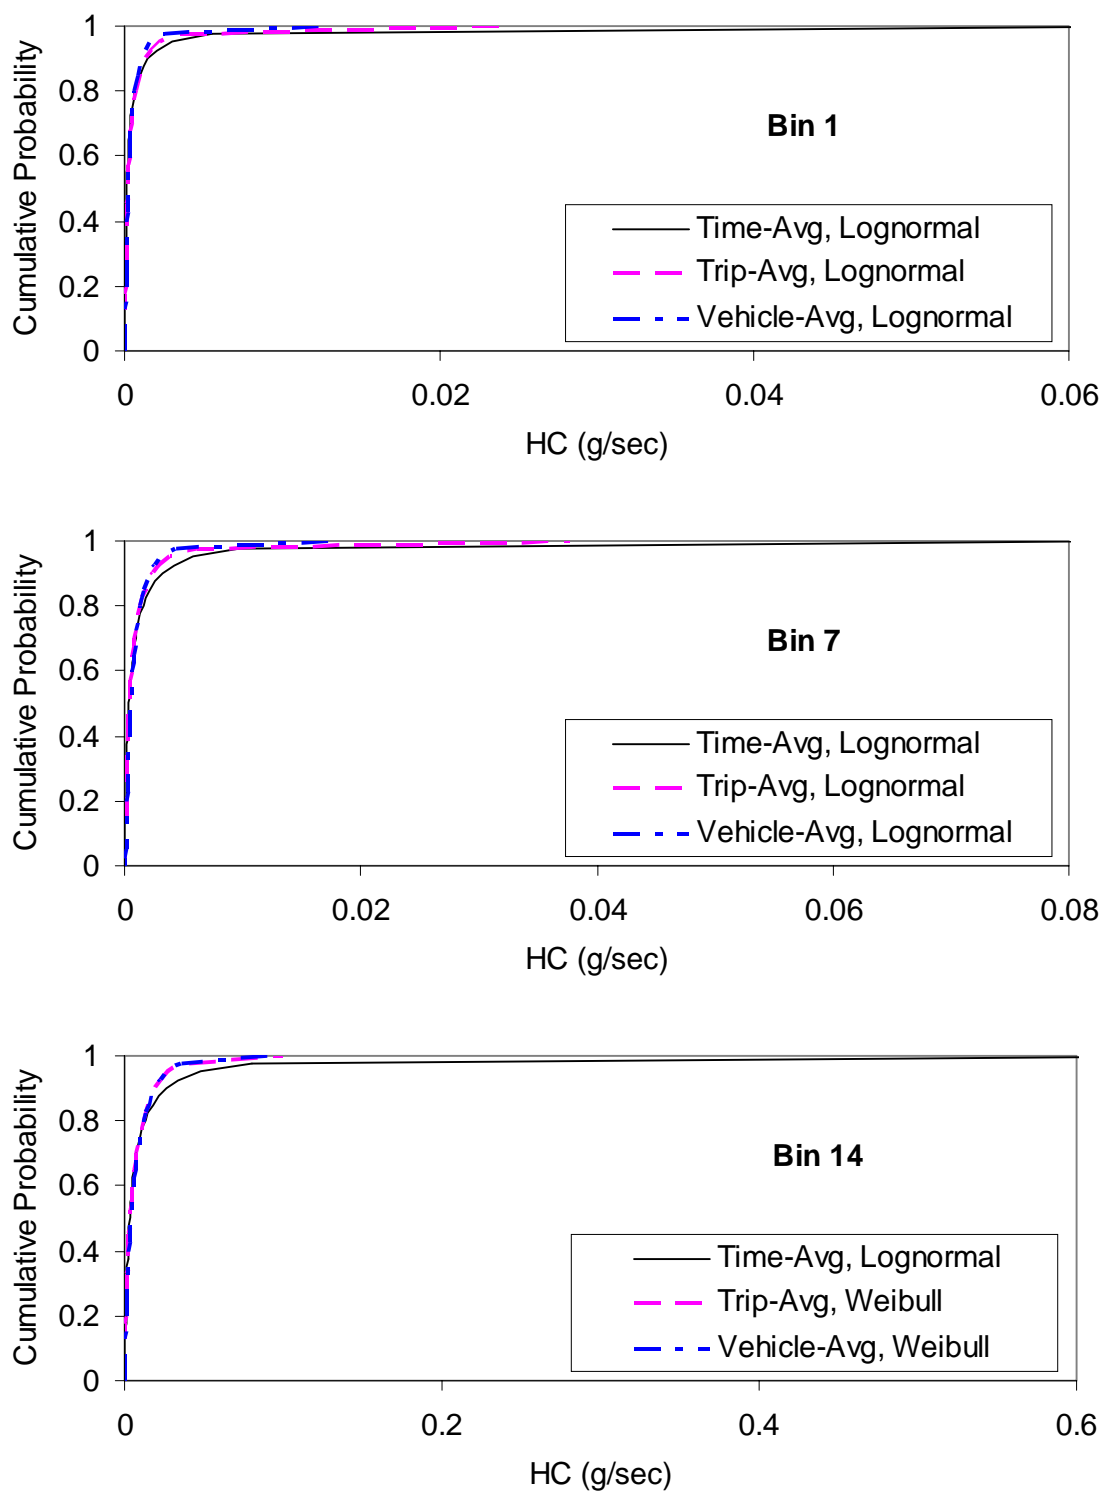 1
0.8
0.6
0.4
0.2
0
Cumulative Probability
Bin 1
Time-Avg, Lognormal
Trip-Avg, Lognormal
Vehicle-Avg, Lognormal
0 0.02 0.04 0.06
HC (g/sec)
1
0.8
0.6
0.4
0.2
0
Cumulative Probability
Bin 7
Time-Avg, Lognormal
Trip-Avg, Lognormal
Vehicle-Avg, Lognormal
0 0.02 0.04 0.06 0.08
HC (g/sec)
1
0.8
0.6
0.4
0.2
0
Cumulative Probability
Bin 14
Time-Avg, Lognormal
Trip-Avg, Weibull
Vehicle-Avg, Weibull
0 0.2 0.4 0.6
HC (g/sec)